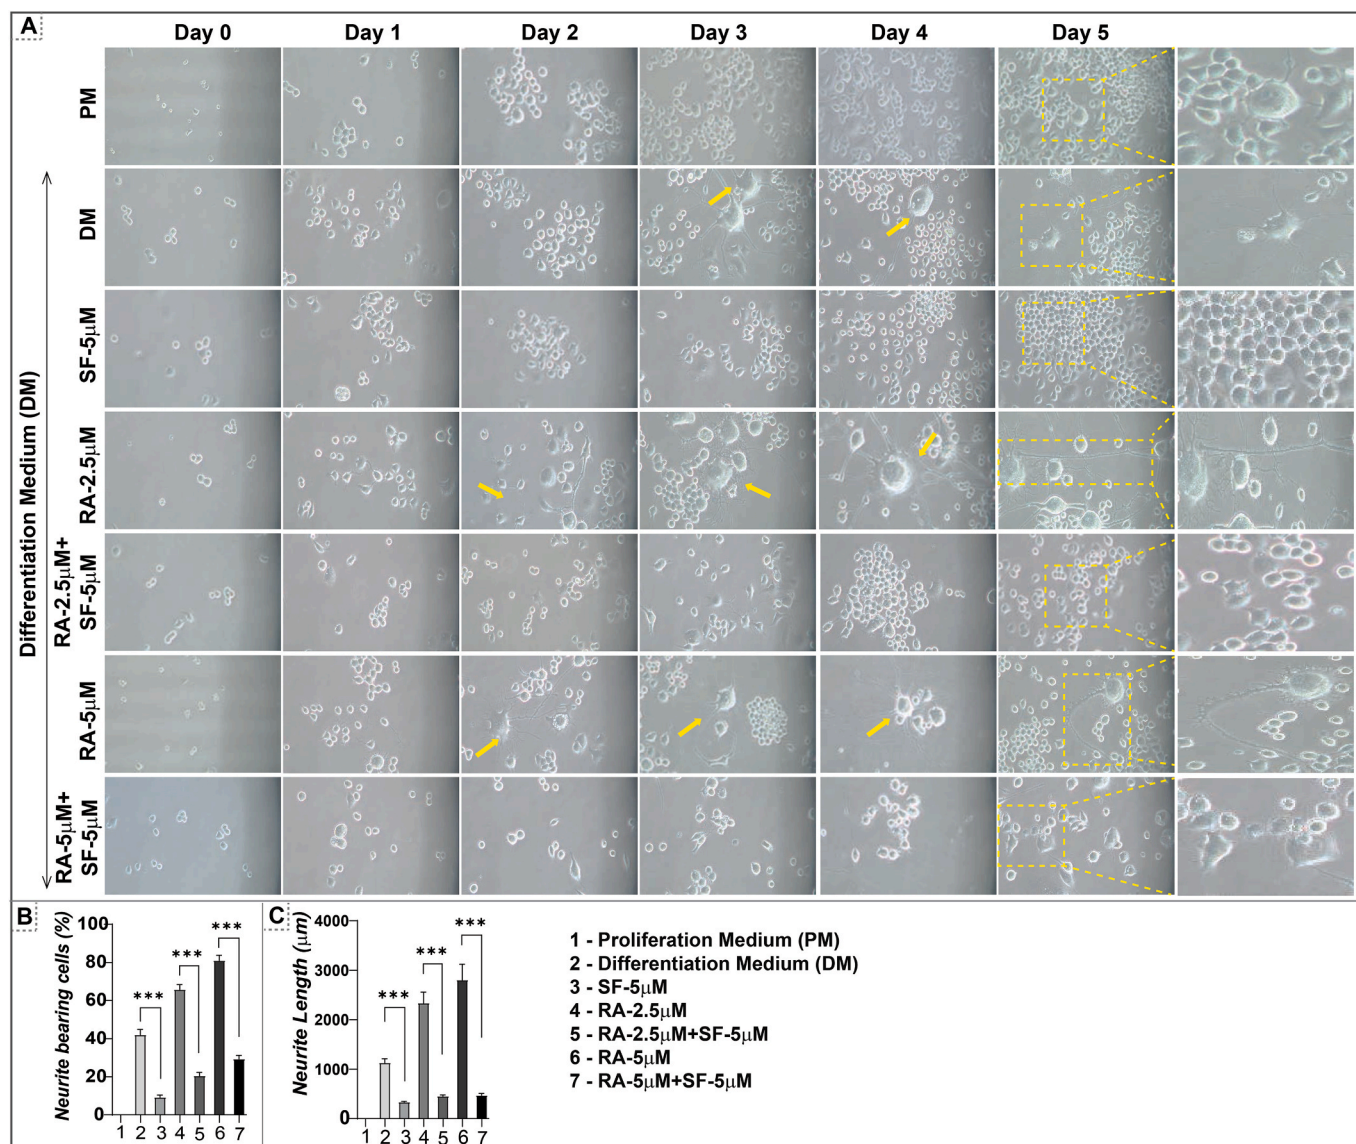 A
Day 0
Day 1
Day 2
Day 3
Day 4
Day 5
PM
Differentiation Medium (DM)
DM
SF-5μM
RA-2.5μM
RA-2.5μM+
SF-5μM
RA-5μM
RA-5μM+
SF-5μM
B
Neurite bearing cells (%)
100
80
60
40
20
0
***
***
***
1 2 3 4 5 6 7
C
Neurite Length (μm)
4000
3000
2000
1000
0
***
***
***
1 2 3 4 5 6 7
1 - Proliferation Medium (PM)
2 - Differentiation Medium (DM)
3 - SF-5μM
4 - RA-2.5μM
5 - RA-2.5μM+SF-5μM
6 - RA-5μM
7 - RA-5μM+SF-5μM